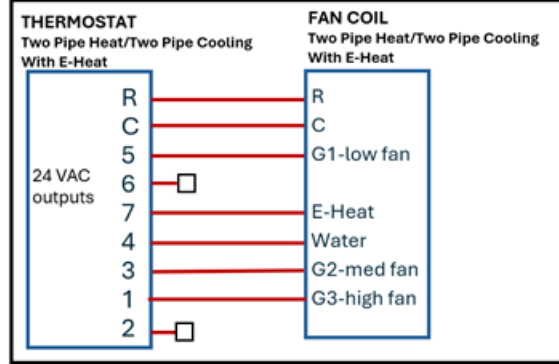 THERMOSTAT
Two Pipe Heat/Two Pipe Cooling
With E-Heat
FAN COIL
Two Pipe Heat/Two Pipe Cooling
With E-Heat
24 VAC
outputs
R
C
5
6
7
4
3
1
2
R
C
G1-low fan
E-Heat
Water
G2-med fan
G3-high fan